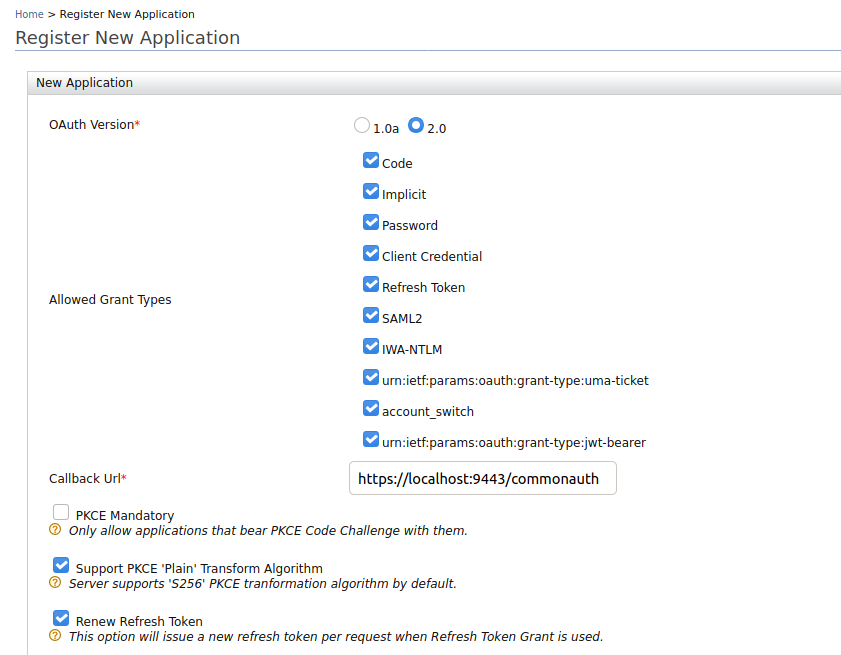 Home > Register New Application
Register New Application
New Application
OAuth Version*
1.0a 2.0
Allowed Grant Types
Code
Implicit
Password
Client Credential
Refresh Token
SAML2
IWA-NTLM
urn:ietf:params:oauth:grant-type:uma-ticket
account_switch
urn:ietf:params:oauth:grant-type:jwt-bearer
Callback Url*
https://localhost:9443/commonauth
PKCE Mandatory
? Only allow applications that bear PKCE Code Challenge with them.
Support PKCE 'Plain' Transform Algorithm
? Server supports 'S256' PKCE tranformation algorithm by default.
Renew Refresh Token
? This option will issue a new refresh token per request when Refresh Token Grant is used.